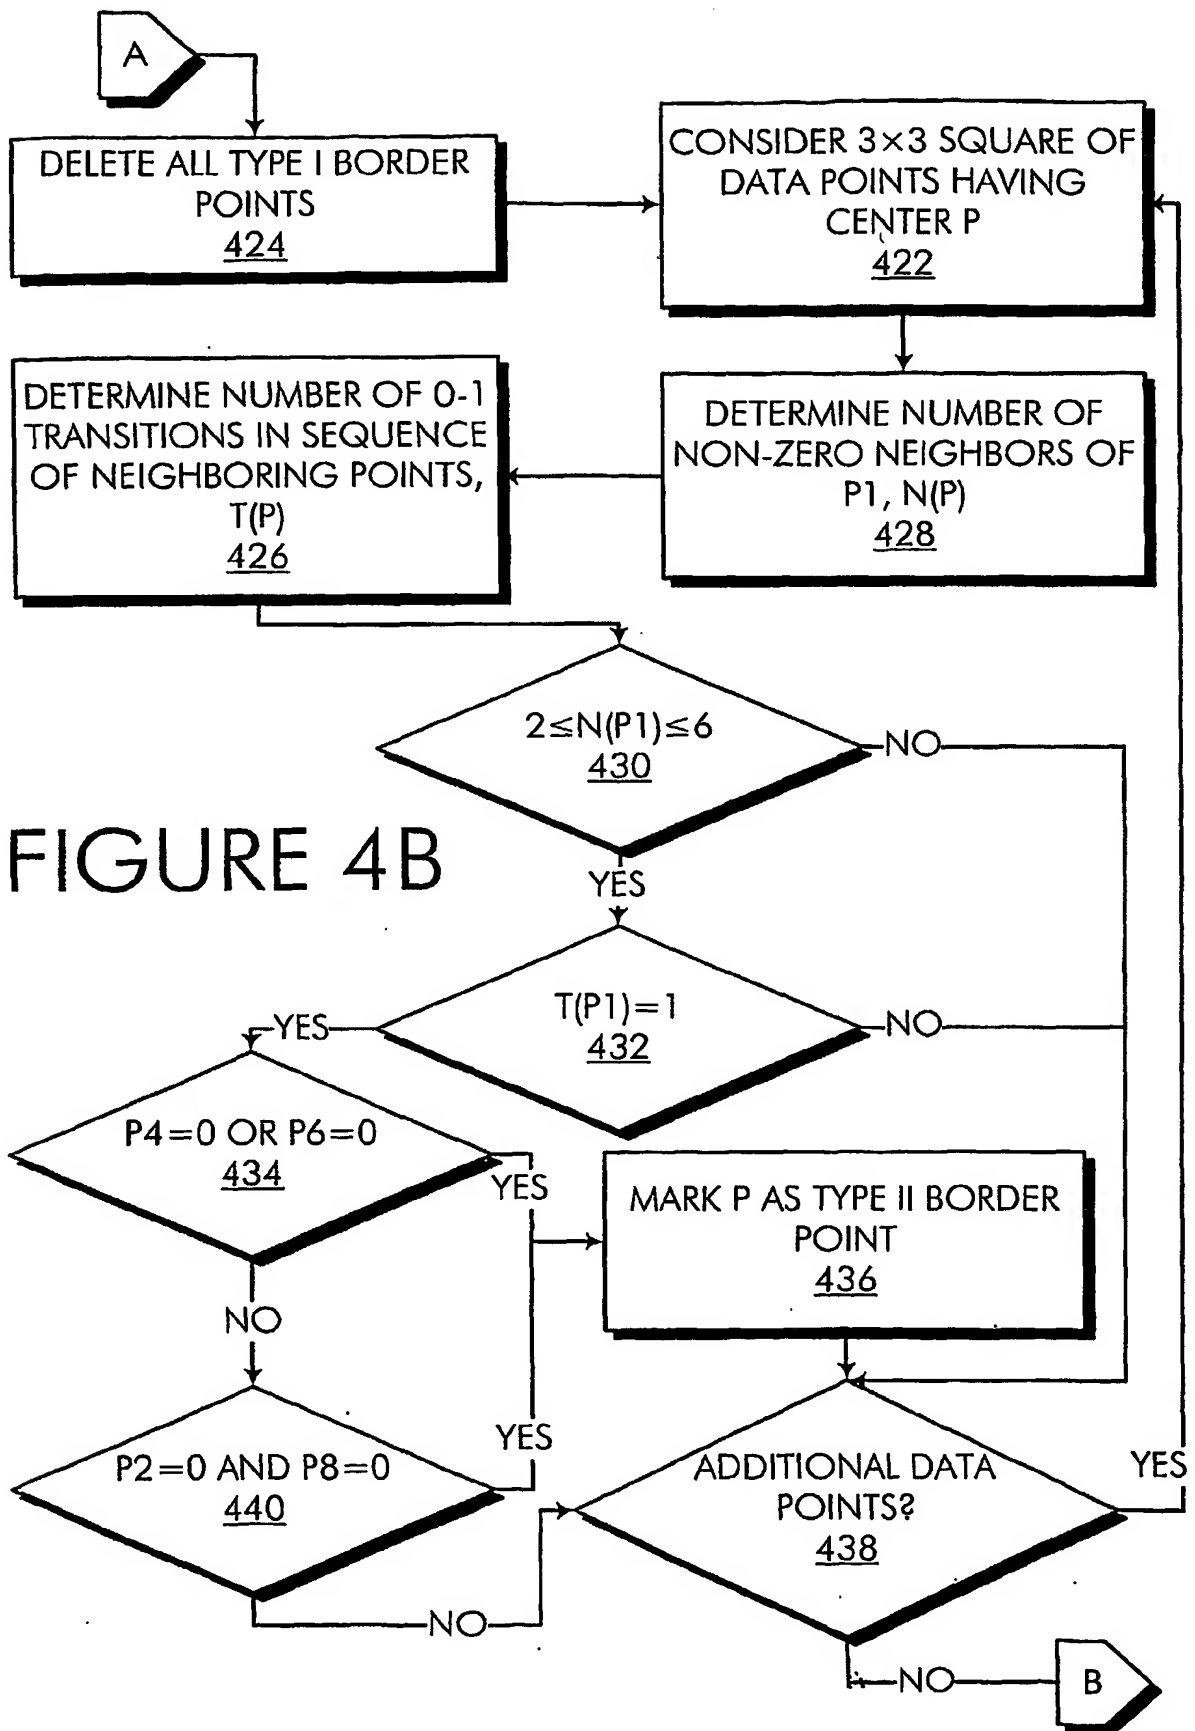 A
DELETE ALL TYPE I BORDER
POINTS
424
CONSIDER 3×3 SQUARE OF
DATA POINTS HAVING
CENTER P
422
DETERMINE NUMBER OF
NON-ZERO NEIGHBORS OF
P1, N(P)
428
DETERMINE NUMBER OF 0-1
TRANSITIONS IN SEQUENCE
OF NEIGHBORING POINTS,
T(P)
426
2≤N(P1)≤6
430
NO
YES
FIGURE 4B
T(P1)=1
432
YES
NO
P4=0 OR P6=0
434
YES
NO
MARK P AS TYPE II BORDER
POINT
436
P2=0 AND P8=0
440
YES
NO
ADDITIONAL DATA
POINTS?
438
YES
NO
B